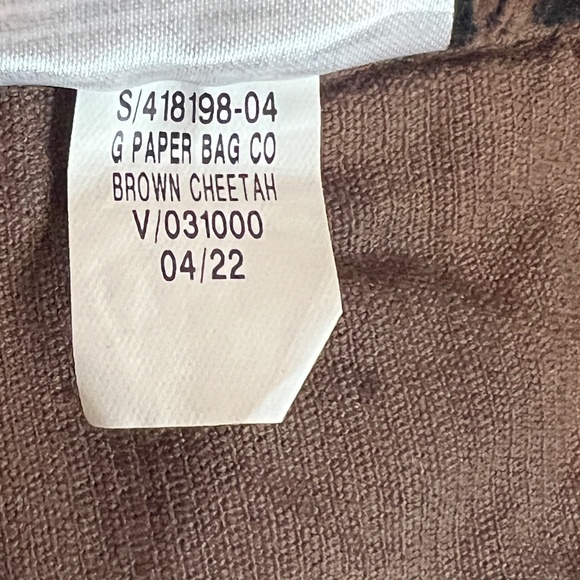 S/418198-04
G PAPER BAG CO
BROWN CHEETAH
V/031000
04/22